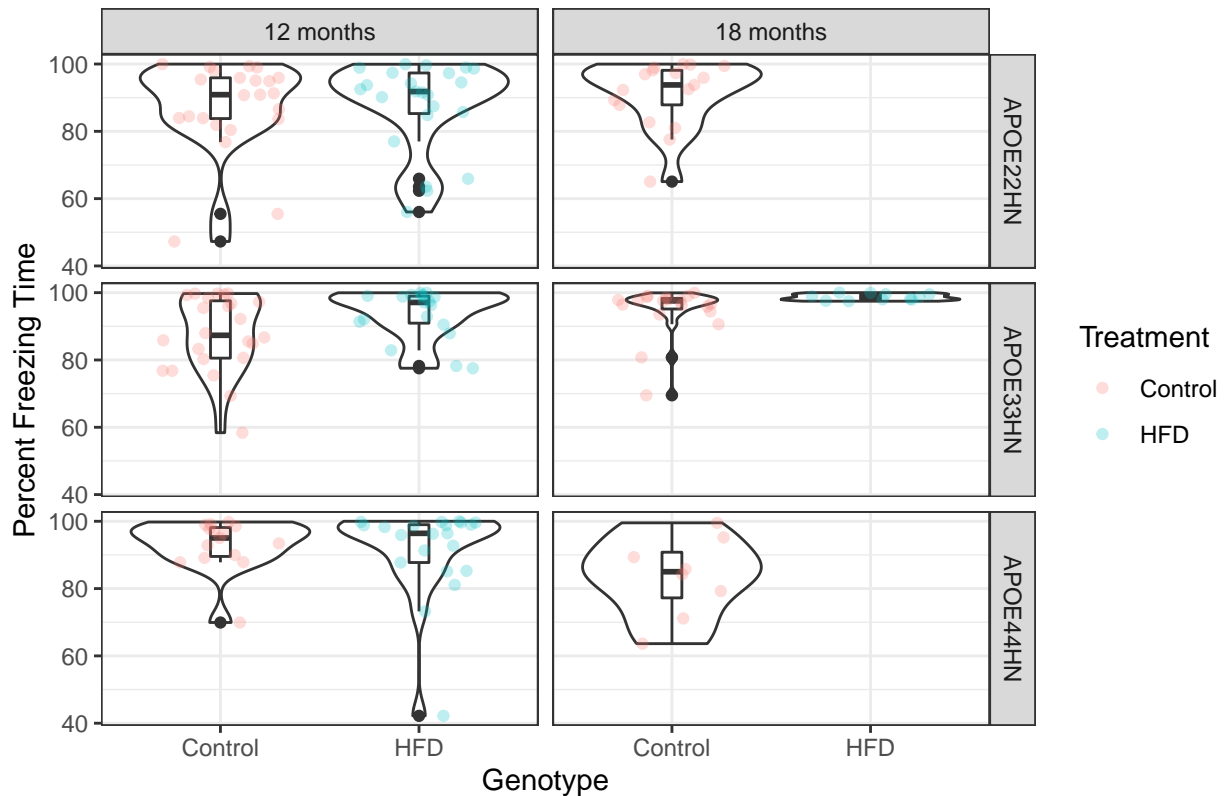 12 months
18 months
Percent Freezing Time
100
80
60
40
APOE22HN
100
80
60
40
APOE33HN
100
80
60
40
APOE44HN
Control
HFD
Control
HFD
Genotype
Treatment
Control
HFD